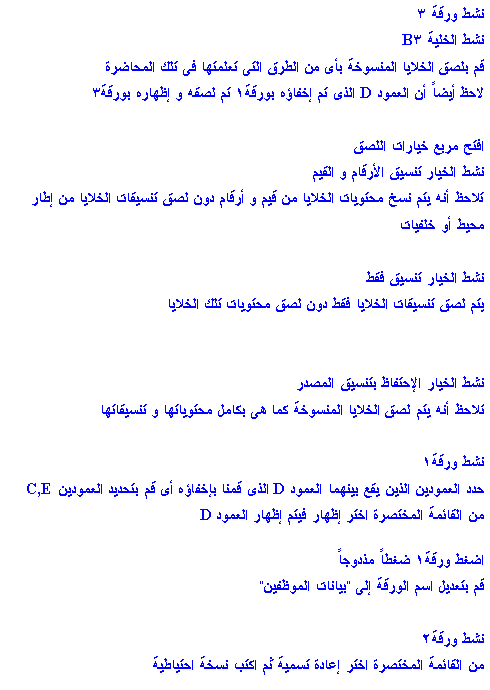 نشط ورقة ٣
نشط الخلية B٣
قم بلصق الخلايا المنسوخة بأى من الطرق التى تعلمتها فى تلك المحاضرة
لاحظ أيضاً أن العمود D الذى تم إخفاؤه بورقة١ تم لصقه و إظهاره بورقة٣
افتح مربع خيارات اللصق
نشط الخيار تنسيق الأرقام و القيم
تلاحظ أنه يتم نسخ محتويات الخلايا من قيم و أرقام دون لصق تنسيقات الخلايا من إطار
محيط أو خلفيات
نشط الخيار تنسيق فقط
يتم لصق تنسيقات الخلايا فقط دون لصق محتويات تلك الخلايا
نشط الخيار الإحتفاظ بتنسيق المصدر
تلاحظ أنه يتم لصق الخلايا المنسوخة كما هى بكامل محتوياتها و تنسيقاتها
نشط ورقة١
حدد العمودين الذين يقع بينهما العمود D الذى قمنا بإخفاؤه أى قم بتحديد العمودين C,E
من القائمة المختصرة اختر إظهار فيتم إظهار العمود D
اضغط ورقة١ ضغطاً مذدوجاً
قم بتعديل اسم الورقة إلى "بيانات الموظفين"
نشط ورقة٢
من القائمة المختصرة اختر إعادة تسمية ثم اكتب نسخة احتياطية